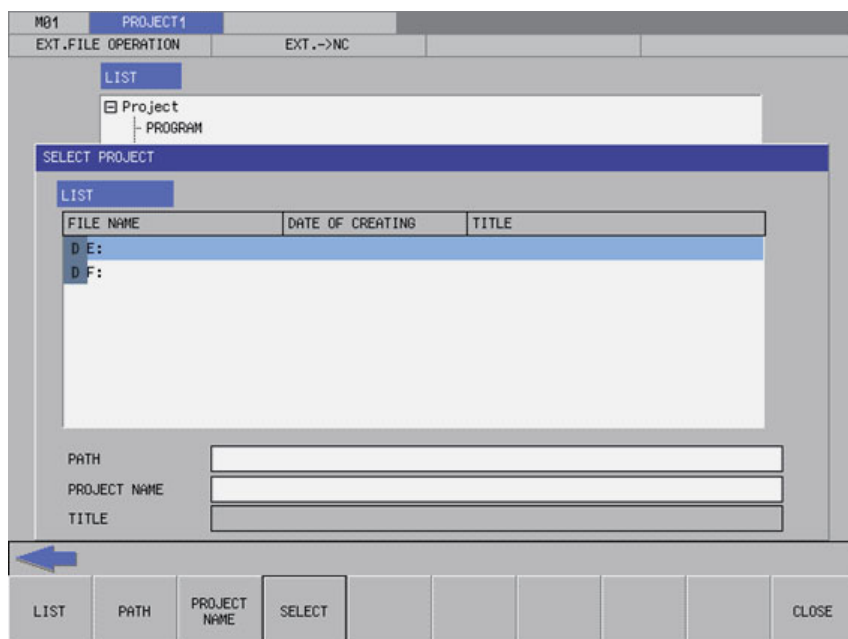 M01 PROJECT1
EXT.FILE OPERATION EXT.->NC
LIST
Project
PROGRAM
SELECT PROJECT
LIST
FILE NAME DATE OF CREATING TITLE
D E:
D F:
PATH
PROJECT NAME
TITLE
LIST PATH PROJECT NAME SELECT CLOSE